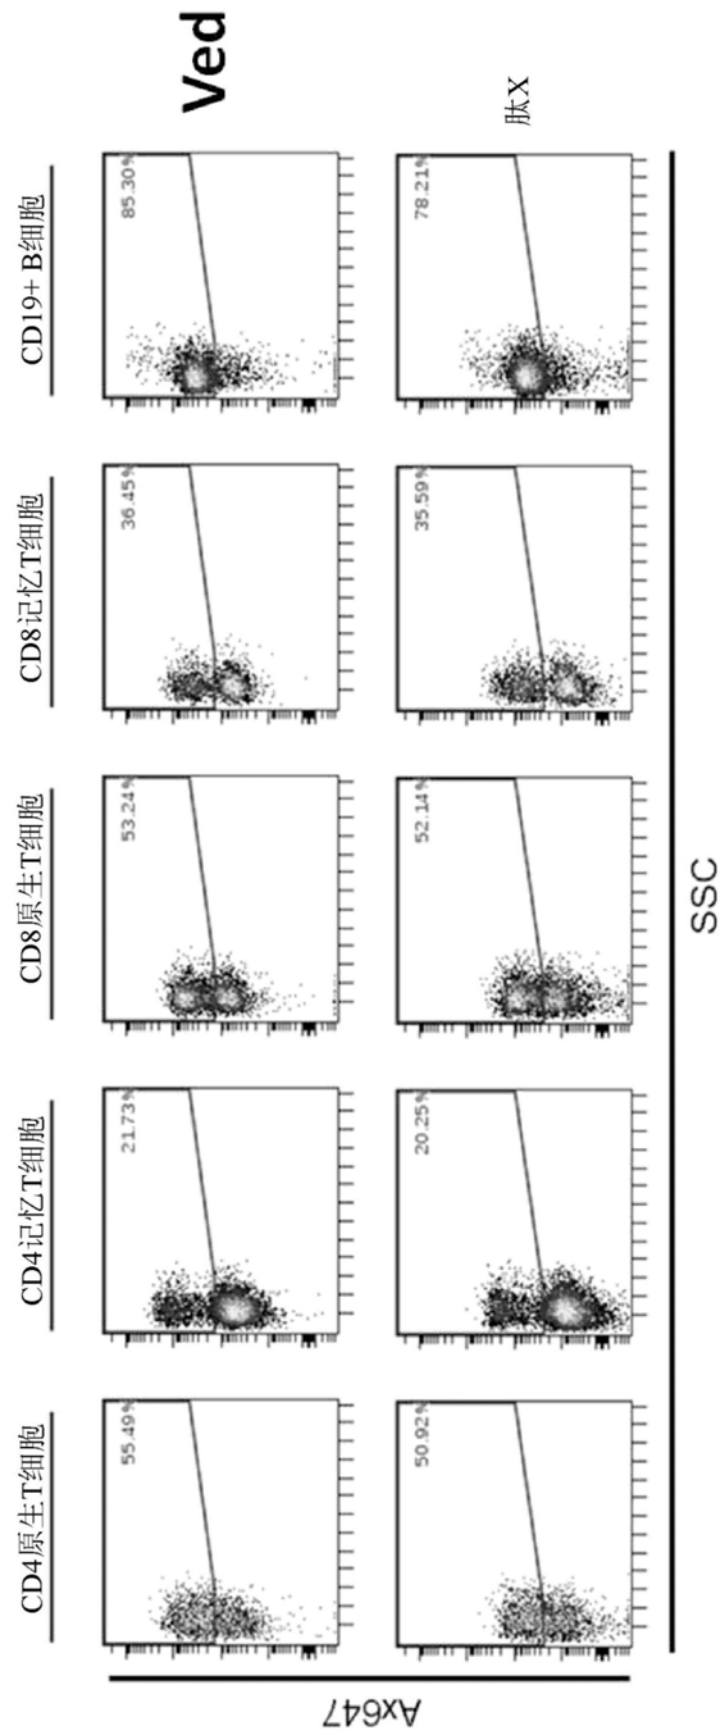 CD4原生T细胞
CD4记忆T细胞
CD8原生T细胞
CD8记忆T细胞
CD19+ B细胞
55.49%
21.73%
53.24%
36.45%
85.30%
Ved
50.92%
20.25%
52.14%
35.59%
78.21%
肽X
Ax647
SSC